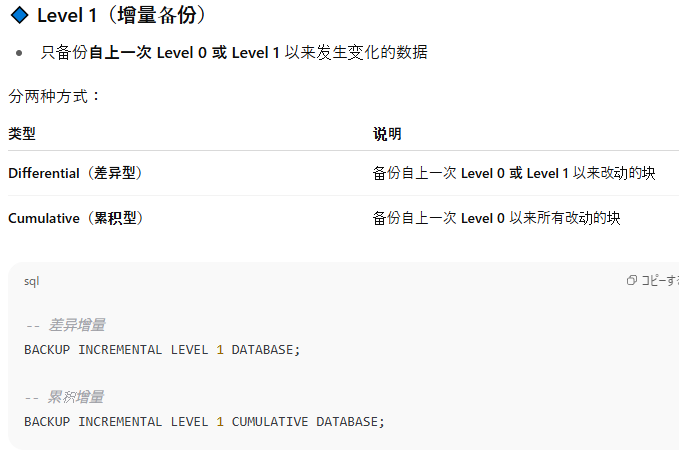 Level 1（增量备份）
只备份自上一次 Level 0 或 Level 1 以来发生变化的数据
分两种方式：
类型 说明
Differential（差异型） 备份自上一次 Level 0 或 Level 1 以来改动的块
Cumulative（累积型） 备份自上一次 Level 0 以来所有改动的块
sql コピーする
-- 差异增量
BACKUP INCREMENTAL LEVEL 1 DATABASE;
-- 累积增量
BACKUP INCREMENTAL LEVEL 1 CUMULATIVE DATABASE;